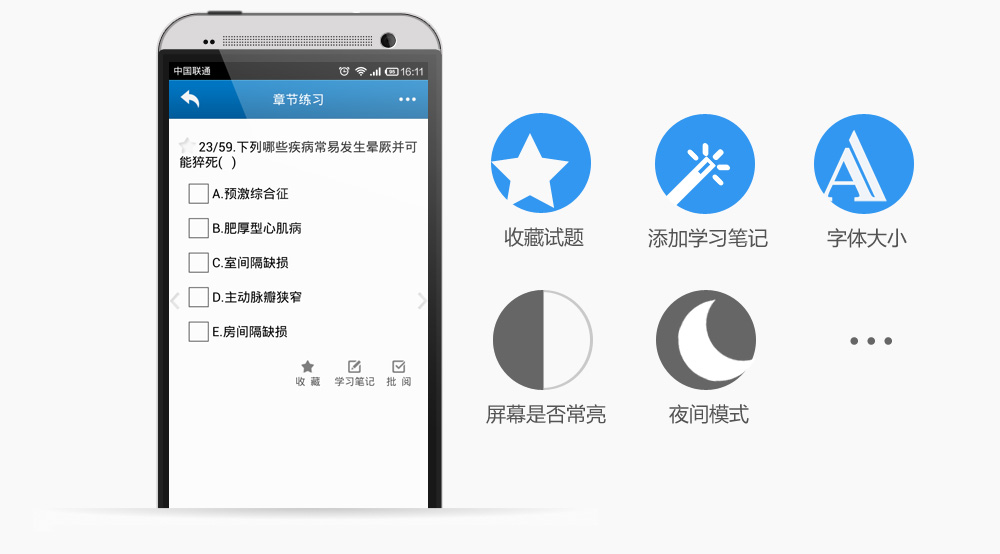 中国联通
16:11
章节练习
23/59.下列哪些疾病常易发生晕厥并可
能猝死( )
A.预激综合征
B.肥厚型心肌病
C.室间隔缺损
D.主动脉瓣狭窄
E.房间隔缺损
收 藏 学习笔记 批 阅
收藏试题 添加学习笔记 字体大小
屏幕是否常亮 夜间模式